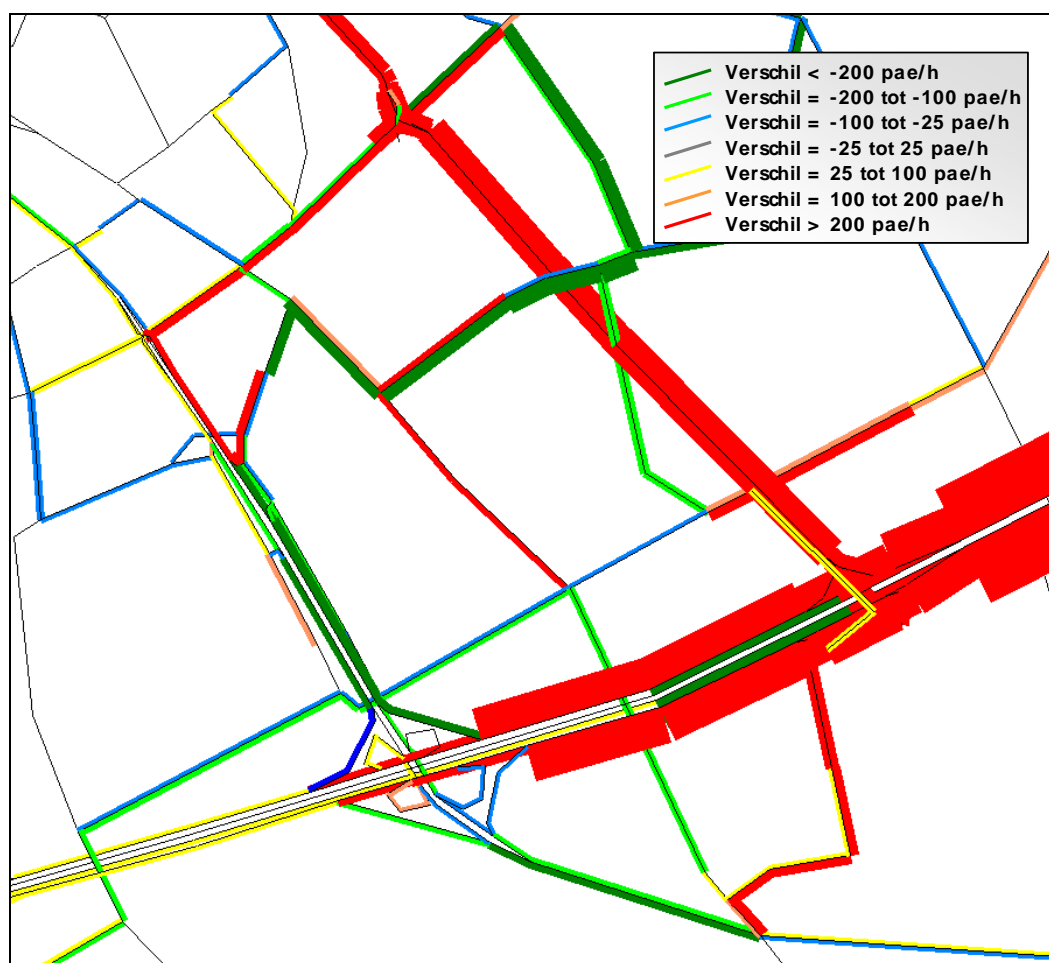 Verschil < -200 pae/h
Verschil = -200 tot -100 pae/h
Verschil = -100 tot -25 pae/h
Verschil = -25 tot 25 pae/h
Verschil = 25 tot 100 pae/h
Verschil = 100 tot 200 pae/h
Verschil > 200 pae/h